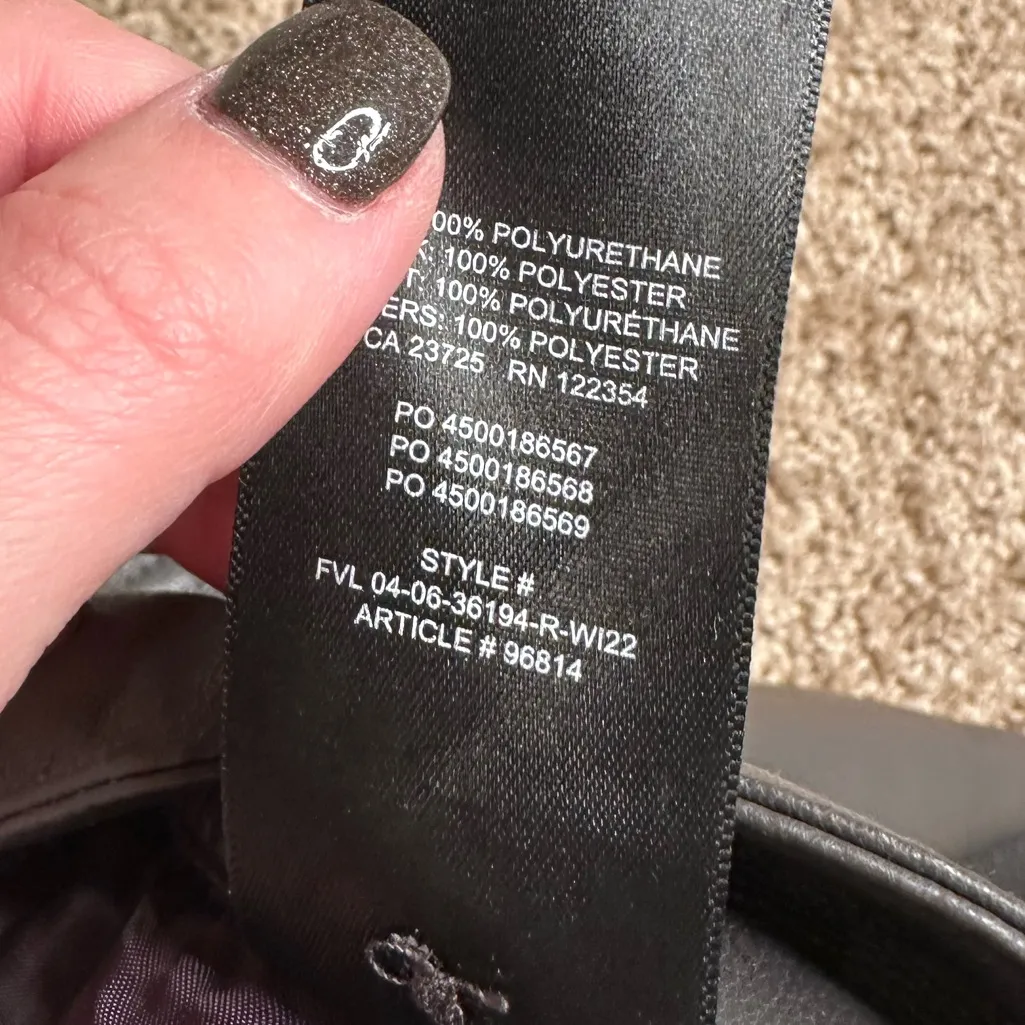 00% POLYURETHANE
: 100% POLYESTER
T: 100% POLYURETHANE
ERS: 100% POLYESTER
CA 23725 RN 122354
PO 4500186567
PO 4500186568
PO 4500186569
STYLE #
FVL 04-06-36194-R-WI22
ARTICLE # 96814